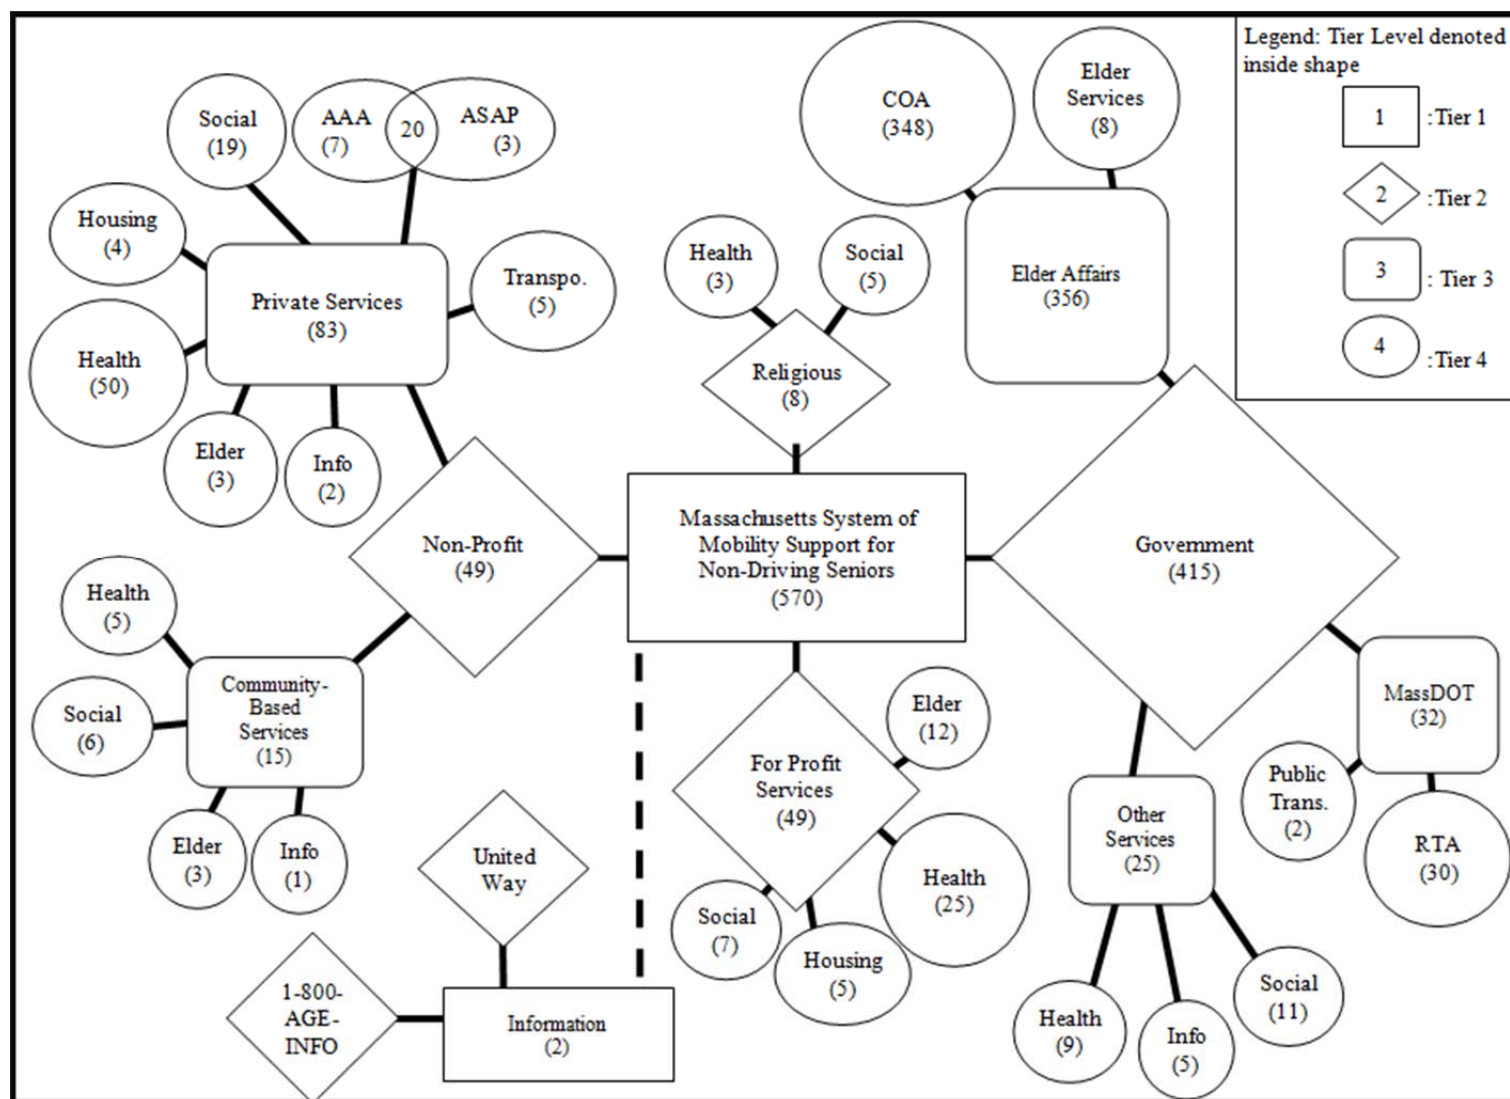 Legend: Tier Level denoted
inside shape
1
:Tier 1
2
:Tier 2
3
: Tier 3
4
:Tier 4
Social
(19)
AAA
(7)
20
ASAP
(3)
Housing
(4)
Private Services
(83)
Transpo.
(5)
Health
(50)
Elder
(3)
Info
(2)
COA
(348)
Elder
Services
(8)
Health
(3)
Social
(5)
Elder Affairs
(356)
Religious
(8)
Non-Profit
(49)
Massachusetts System of
Mobility Support for
Non-Driving Seniors
(570)
Government
(415)
Health
(5)
Social
(6)
Community-
Based
Services
(15)
Elder
(3)
Info
(1)
United
Way
1-800-
AGE-
INFO
Information
(2)
For Profit
Services
(49)
Elder
(12)
Health
(25)
Social
(7)
Housing
(5)
MassDOT
(32)
Public
Trans.
(2)
RTA
(30)
Other
Services
(25)
Health
(9)
Info
(5)
Social
(11)